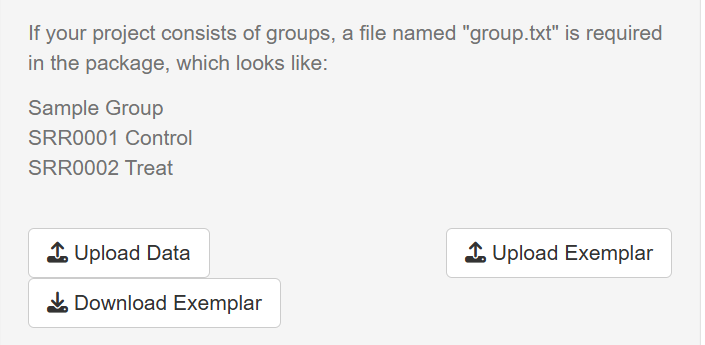 If your project consists of groups, a file named "group.txt" is required
in the package, which looks like:
Sample Group
SRR0001 Control
SRR0002 Treat
Upload Data
Upload Exemplar
Download Exemplar